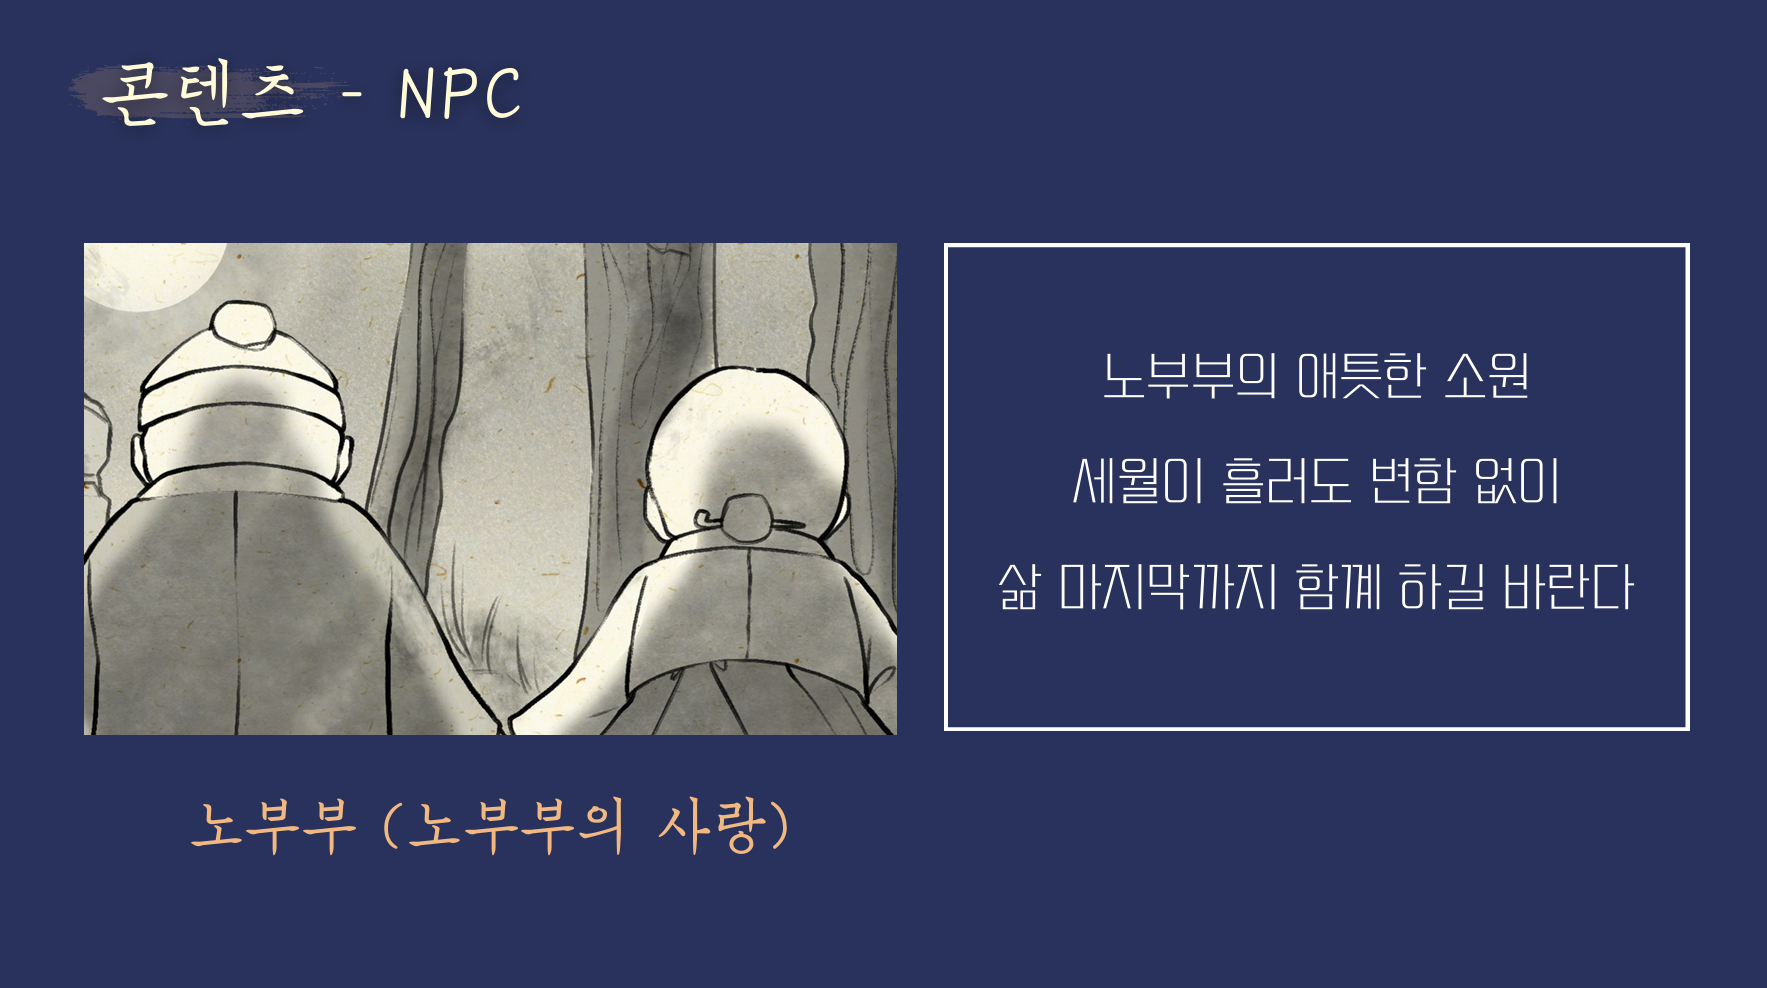 콘텐츠 - NPC
노부부의 애틋한 소원
세월이 흘러도 변함 없이
삶 마지막까지 함께 하길 바란다
노부부 (노부부의 사랑)